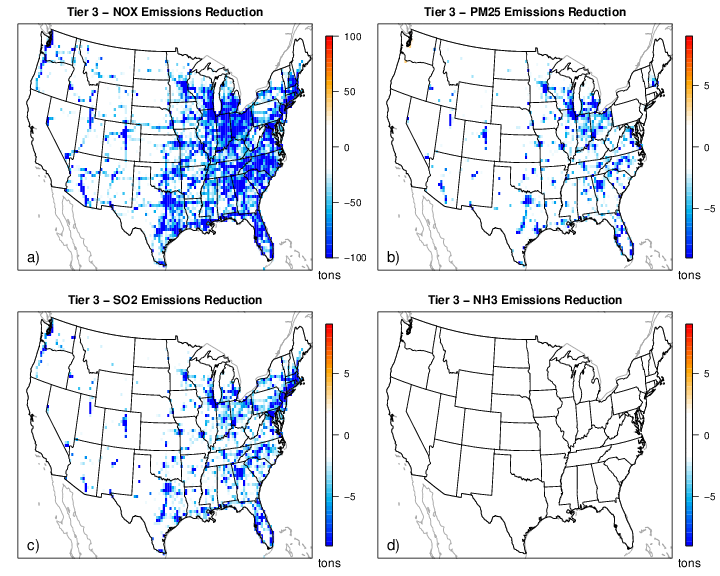 Tier 3 – NOX Emissions Reduction
100
50
0
−50
−100
a)
tons
Tier 3 – PM25 Emissions Reduction
5
0
−5
b)
tons
Tier 3 – SO2 Emissions Reduction
5
0
−5
c)
tons
Tier 3 – NH3 Emissions Reduction
5
0
−5
d)
tons